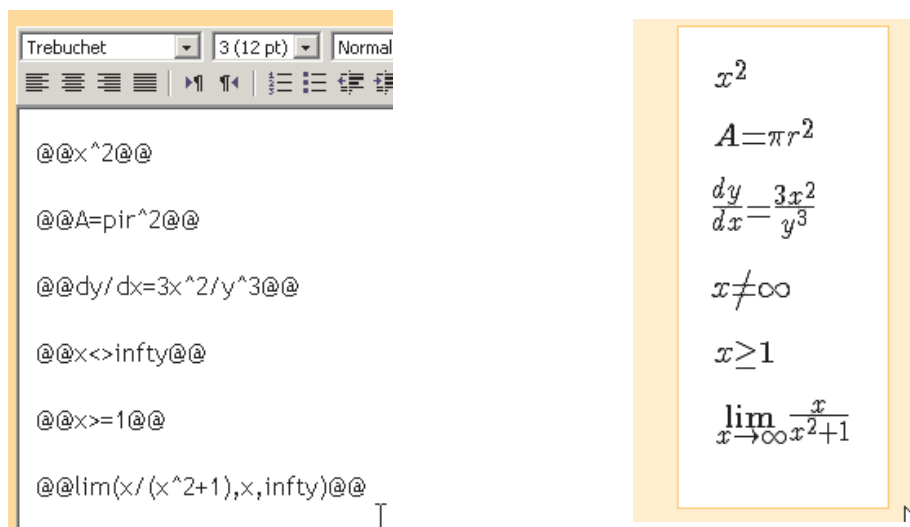 Trebuchet 3 (12 pt) Normal
@@x^2@@
@@A=pir^2@@
@@dy/dx=3x^2/y^3@@
@@x<>infty@@
@@x>=1@@
@@lim(x/(x^2+1),x,infty)@@
x²
A=πr²
dy/dx=3x²/y³
x≠∞
x≥1
lim x→∞ x/x²+1